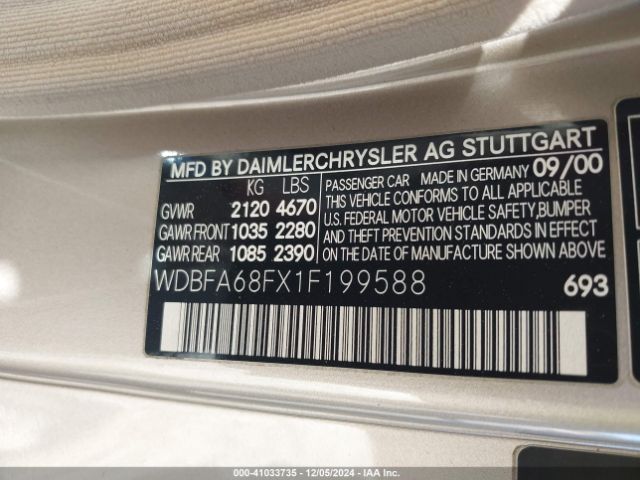 MFD BY DAIMLERCHRYSLER AG STUTTGART
KG LBS
GVWR 2120 4670
GAWR FRONT 1035 2280
GAWR REAR 1085 2390
PASSENGER CAR MADE IN GERMANY 09/00
THIS VEHICLE CONFORMS TO ALL APPLICABLE
U.S. FEDERAL MOTOR VEHICLE SAFETY, BUMPER
AND THEFT PREVENTION STANDARDS IN EFFECT
ON THE DATE OF MANUFACTURE SHOWN ABOVE
WDBFA68FX1F199588 693
000-41033735 - 12/05/2024 - IAA